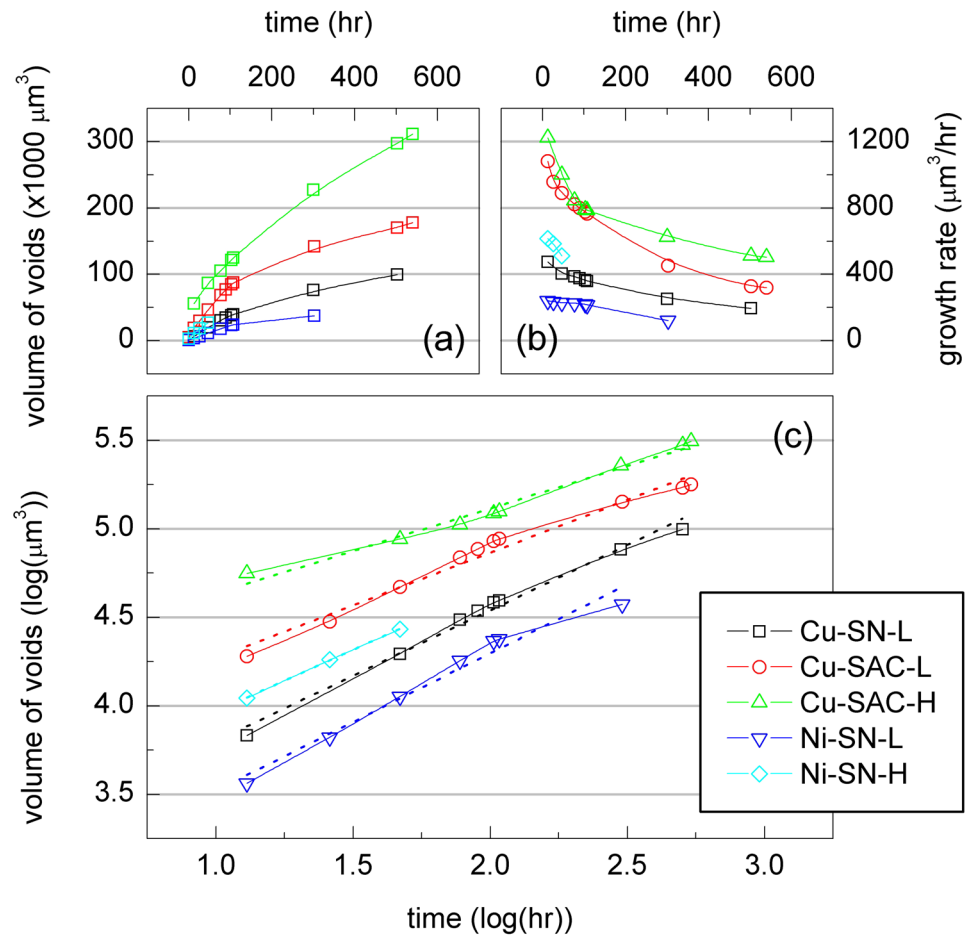 time (hr)
time (hr)
0 200 400 600
0 200 400 600
volume of voids (x1000 μm³)
300
200
100
0
(a)
(b)
1200
800
400
0
growth rate (μm³/hr)
volume of voids (log(μm³))
5.5
5.0
4.5
4.0
3.5
(c)
Cu-SN-L
Cu-SAC-L
Cu-SAC-H
Ni-SN-L
Ni-SN-H
1.0 1.5 2.0 2.5 3.0
time (log(hr))